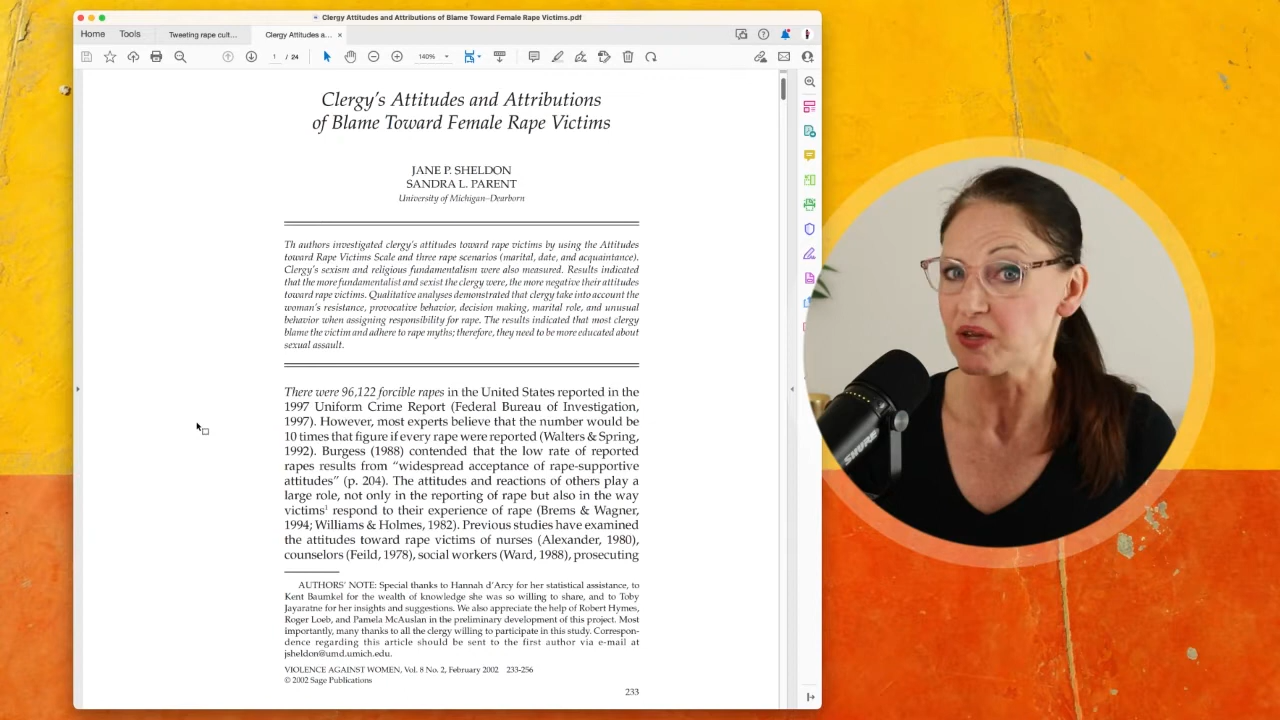 Clergy Attitudes and Attributions of Blame Toward Female Rape Victims.pdf
Home Tools Tweeting rape cult... Clergy Attitudes a... ×
1 / 24 140%
Clergy's Attitudes and Attributions
of Blame Toward Female Rape Victims
JANE P. SHELDON
SANDRA L. PARENT
University of Michigan–Dearborn
Th authors investigated clergy's attitudes toward rape victims by using the Attitudes
toward Rape Victims Scale and three rape scenarios (marital, date, and acquaintance).
Clergy's sexism and religious fundamentalism were also measured. Results indicated
that the more fundamentalist and sexist the clergy were, the more negative their attitudes
toward rape victims. Qualitative analyses demonstrated that clergy take into account the
woman's resistance, provocative behavior, decision making, marital role, and unusual
behavior when assigning responsibility for rape. The results indicated that most clergy
blame the victim and adhere to rape myths; therefore, they need to be more educated about
sexual assault.
There were 96,122 forcible rapes in the United States reported in the
1997 Uniform Crime Report (Federal Bureau of Investigation,
1997). However, most experts believe that the number would be
10 times that figure if every rape were reported (Walters & Spring,
1992). Burgess (1988) contended that the low rate of reported
rapes results from “widespread acceptance of rape-supportive
attitudes” (p. 204). The attitudes and reactions of others play a
large role, not only in the reporting of rape but also in the way
victims¹ respond to their experience of rape (Brems & Wagner,
1994; Williams & Holmes, 1982). Previous studies have examined
the attitudes toward rape victims of nurses (Alexander, 1980),
counselors (Feild, 1978), social workers (Ward, 1988), prosecuting
AUTHORS' NOTE: Special thanks to Hannah d'Arcy for her statistical assistance, to
Kent Baumkel for the wealth of knowledge she was so willing to share, and to Toby
Jayaratne for her insights and suggestions. We also appreciate the help of Robert Hymes,
Roger Loeb, and Pamela McAuslan in the preliminary development of this project. Most
importantly, many thanks to all the clergy willing to participate in this study. Correspon-
dence regarding this article should be sent to the first author via e-mail at
jsheldon@umd.umich.edu.
VIOLENCE AGAINST WOMEN, Vol. 8 No. 2, February 2002 233-256
© 2002 Sage Publications
233
SHURE